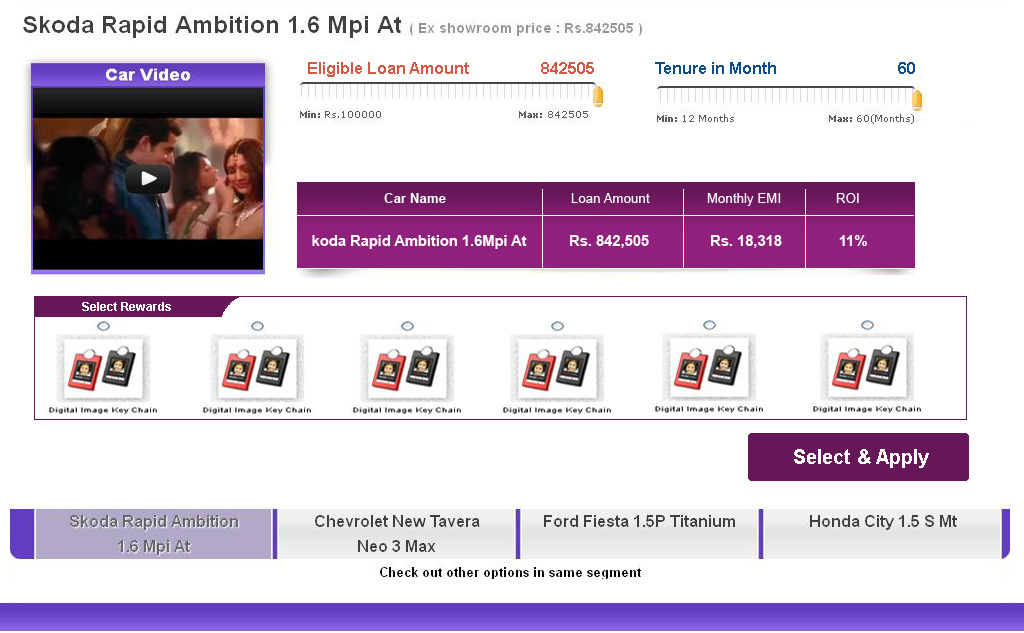 Skoda Rapid Ambition 1.6 Mpi At ( Ex showroom price : Rs.842505 )
Car Video
Eligible Loan Amount 842505
Min: Rs.100000 Max: 842505
Tenure in Month 60
Min: 12 Months Max: 60(Months)
Car Name Loan Amount Monthly EMI ROI
koda Rapid Ambition 1.6Mpi At Rs. 842,505 Rs. 18,318 11%
Select Rewards
Digital Image Key Chain Digital Image Key Chain Digital Image Key Chain Digital Image Key Chain Digital Image Key Chain Digital Image Key Chain
Select & Apply
Skoda Rapid Ambition
1.6 Mpi At
Chevrolet New Tavera
Neo 3 Max
Ford Fiesta 1.5P Titanium
Honda City 1.5 S Mt
Check out other options in same segment